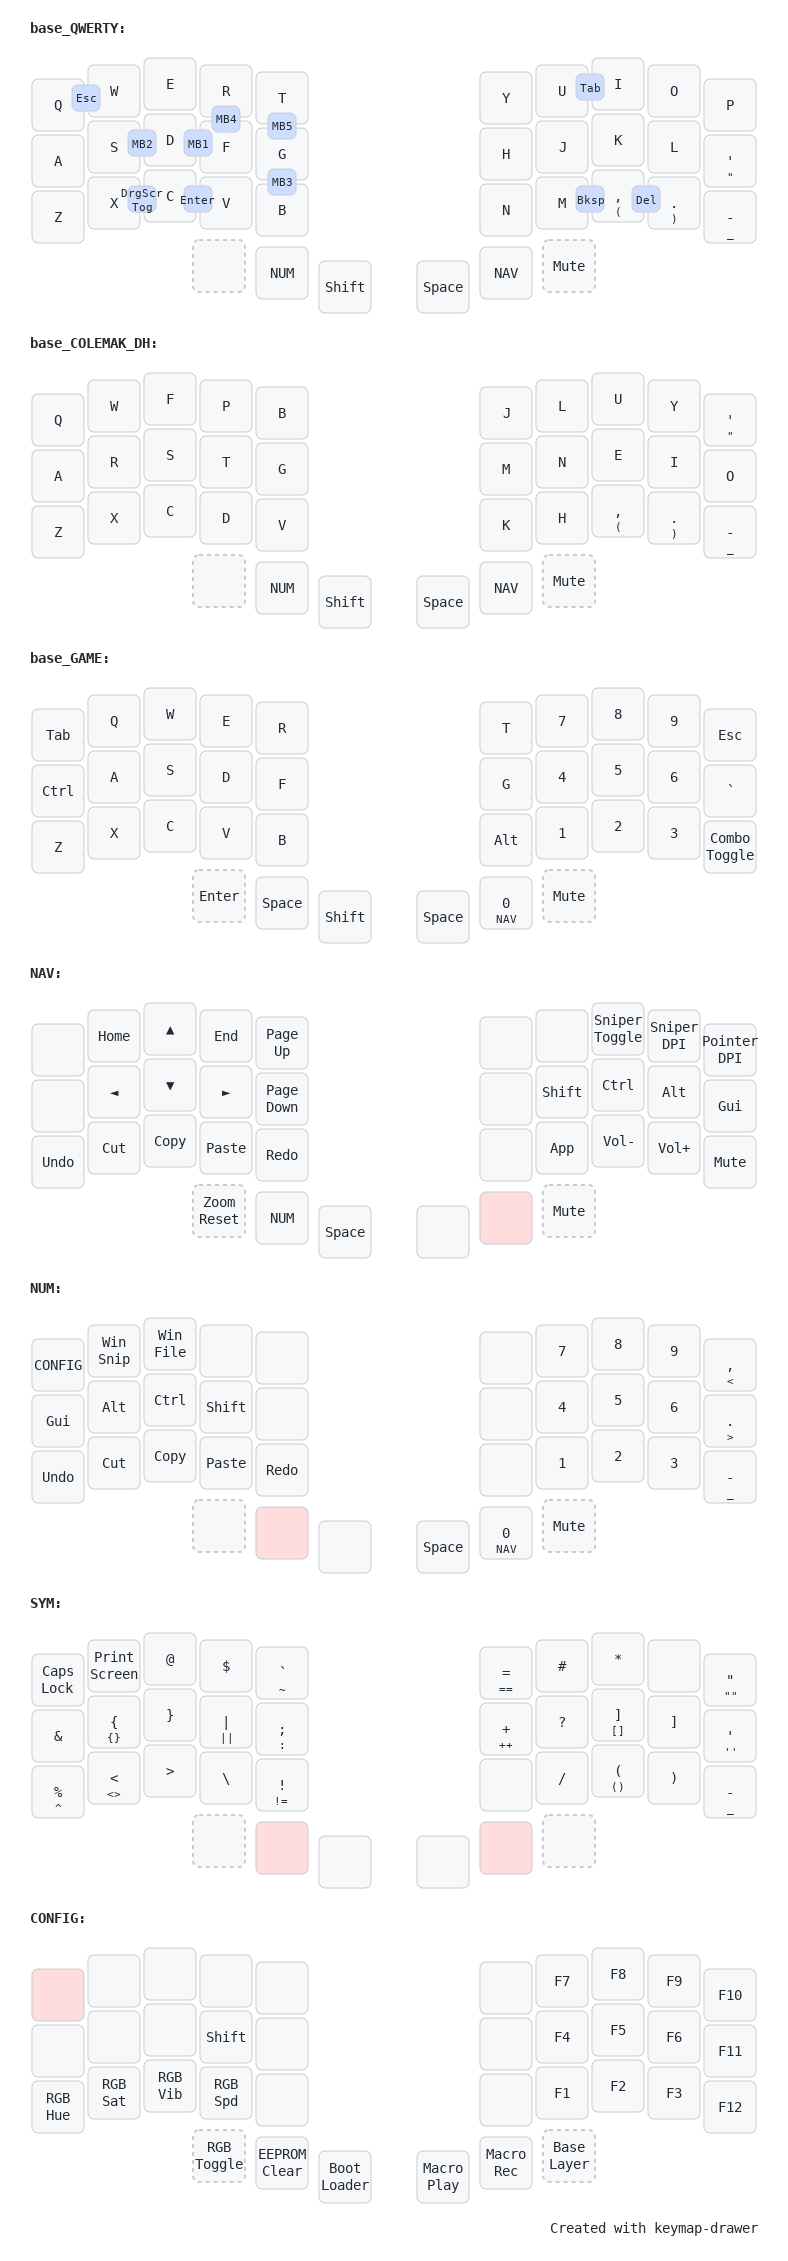 base_QWERTY:
Q Esc W E R T Y U Tab I O P
MB4 MB5
A S MB2 D MB1 F G H J K L ' "
MB3
Z X DrgScr Tog C Enter V B N M Bksp , ( Del . ) - _
NUM Shift Space NAV Mute
base_COLEMAK_DH:
Q W F P B J L U Y ' "
A R S T G M N E I O
Z X C D V K H , ( . ) - _
NUM Shift Space NAV Mute
base_GAME:
Tab Q W E R T 7 8 9 Esc
Ctrl A S D F G 4 5 6 `
Z X C V B Alt 1 2 3 Combo Toggle
Enter Space Shift Space 0 NAV Mute
NAV:
Home ▲ End Page Up Sniper Toggle Sniper DPI Pointer DPI
◄ ▼ ► Page Down Shift Ctrl Alt Gui
Undo Cut Copy Paste Redo App Vol- Vol+ Mute
Zoom Reset NUM Space Mute
NUM:
CONFIG Win Snip Win File 7 8 9 , <
Gui Alt Ctrl Shift 4 5 6 . >
Undo Cut Copy Paste Redo 1 2 3 - _
Space 0 NAV Mute
SYM:
Caps Lock Print Screen @ $ ` ~ = == # * " ""
& { {} } | || ; : + ++ ? ] [] ] ' ''
% ^ < <> > \ ! != / ( () ) - _
CONFIG:
F7 F8 F9 F10
Shift F4 F5 F6 F11
RGB Hue RGB Sat RGB Vib RGB Spd F1 F2 F3 F12
RGB Toggle EEPROM Clear Boot Loader Macro Play Macro Rec Base Layer
Created with keymap-drawer